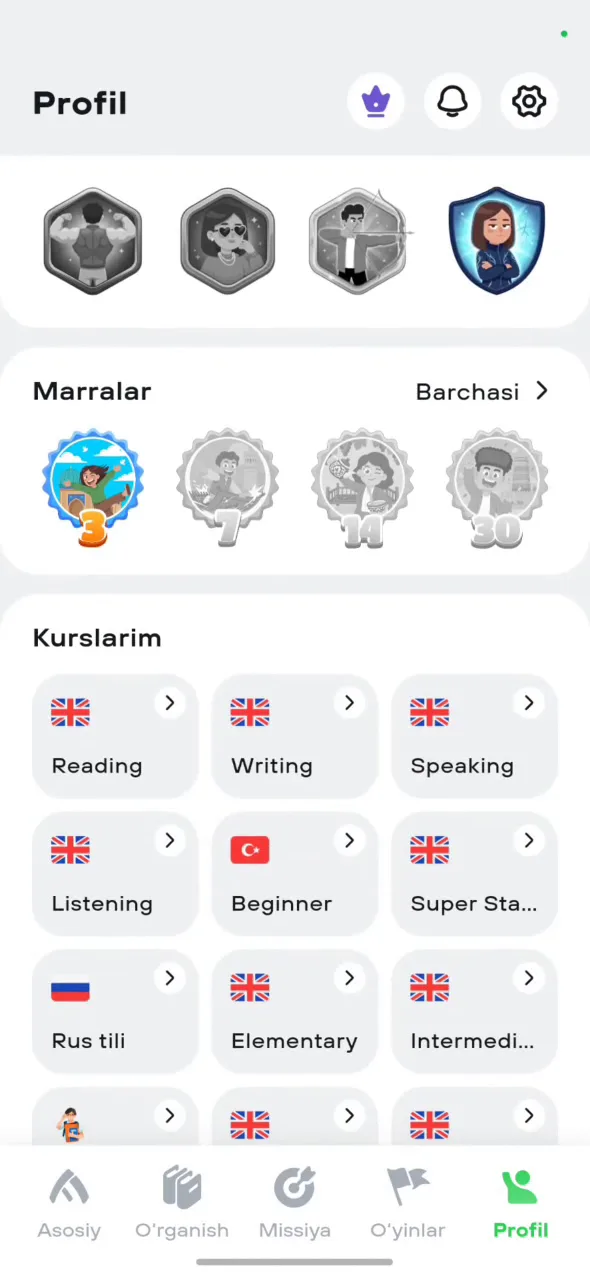 Profil
Marralar
Barchasi
3
7
14
30
Kurslarim
Reading
Writing
Speaking
Listening
Beginner
Super Sta...
Rus tili
Elementary
Intermedi...
Asosiy
O'rganish
Missiya
O'yinlar
Profil